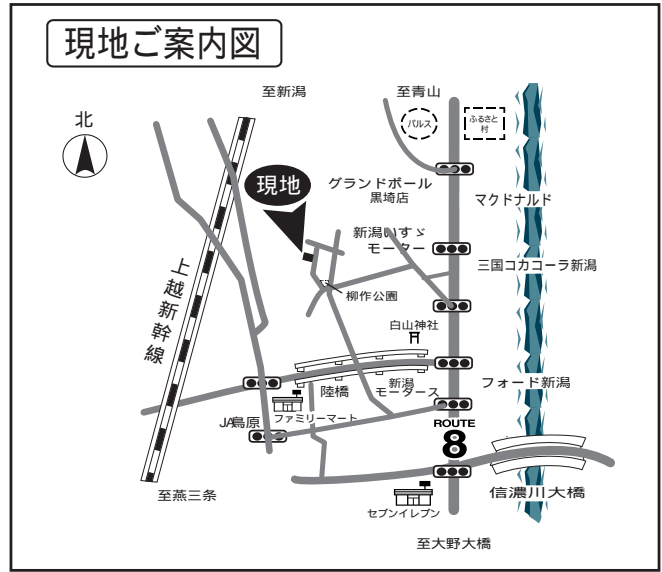 現地ご案内図
至新潟
至青山
北
パルス
ふるさと
村
現地
グランドボール
黒埼店
マクドナルド
新潟いすゞ
モーター
三国コカコーラ新潟
上越新幹線
柳作公園
白山神社
陸橋
新潟
モータース
フォード新潟
ファミリーマート
JA鳥原
ROUTE
8
至燕三条
信濃川大橋
セブンイレブン
至大野大橋